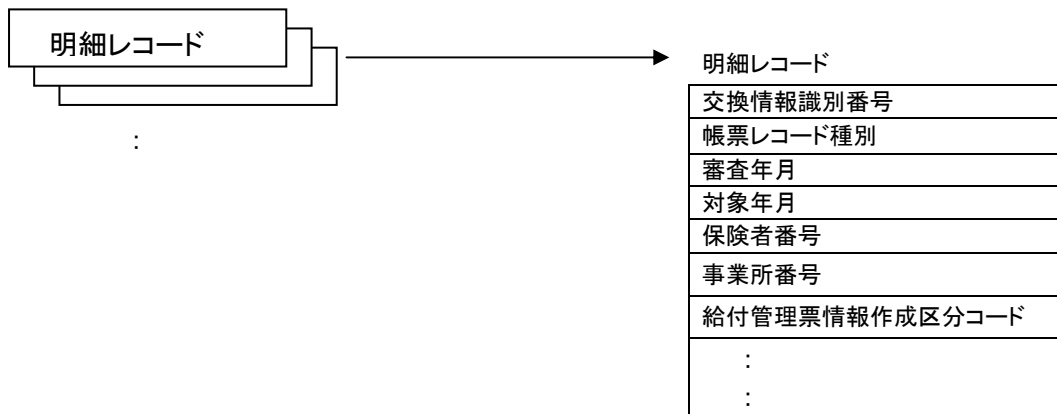 明細レコード
:
明細レコード
交換情報識別番号
帳票レコード種別
審査年月
対象年月
保険者番号
事業所番号
給付管理票情報作成区分コード
:
: